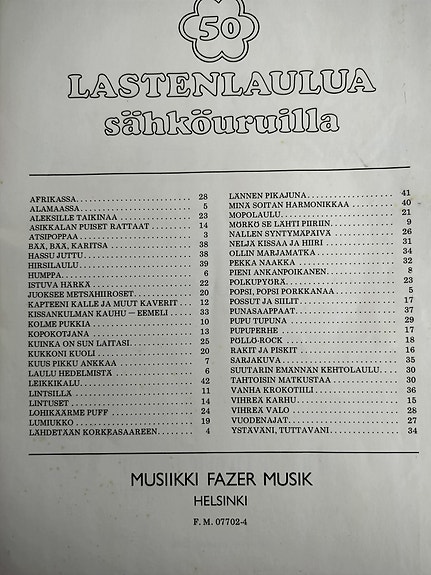 50
LASTENLAULUA
sähköuruilla
AFRIKASSA 28
ALAMAASSA 5
ALEKSILLE TAIKINAA 23
ASIKKALAN PUISET RATTAAT 14
ATSIPOPPAA 3
BÄÄ, BÄÄ, KARITSA 38
HASSU JUTTU 38
HIRSILAULU 39
HUMPPA 6
ISTUVA HÄRKÄ 22
JUOKSEE METSÄHIIROSET 20
KAPTEENI KALLE JA MUUT KAVERIT 12
KISSANKULMAN KAUHU — EEMELI 33
KOLME PUKKIA 10
KOPOKOTJANA 13
KUINKA ON SUN LAITASI 25
KUKKONI KUOLI 20
KUUS PIKKU ANKKAA 7
LAULU HEDELMISTÄ 6
LEIKKIKALU 42
LINTSILLÄ 11
LINTUSET 14
LOHIKÄÄRME PUFF 24
LUMIUKKO 19
LÄHDETÄÄN KORKEASAAREEN 4
LÄNNEN PIKAJUNA 41
MINÄ SOITAN HARMONIKKAA 40
MOPOLAULU 21
MÖRKÖ SE LÄHTI PIIRIIN 9
NALLEN SYNTYMÄPÄIVÄ 26
NELJÄ KISSAA JA HIIRI 31
OLLIN MARJAMATKA 34
PEKKA NAAKKA 32
PIENI ANKANPOIKANEN 8
POLKUPYÖRÄ 23
POPSI, POPSI PORKKANAA 5
POSSUT JA SIILIT 17
PUNASAAPPAAT 37
PUPU TUPUNA 29
PUPUPERHE 17
PÖLLÖ-ROCK 18
RAKIT JA PISKIT 16
SARJAKUVA 35
SUUTARIN EMÄNNÄN KEHTOLAULU 30
TAHTOISIN MATKUSTAA 30
VANHA KROKOTIILI 36
VIHREÄ KARHU 15
VIHREÄ VALO 28
VUODENAJAT 27
YSTÄVÄNI, TUTTAVANI 34
MUSIIKKI FAZER MUSIK
HELSINKI
F. M. 07702-4